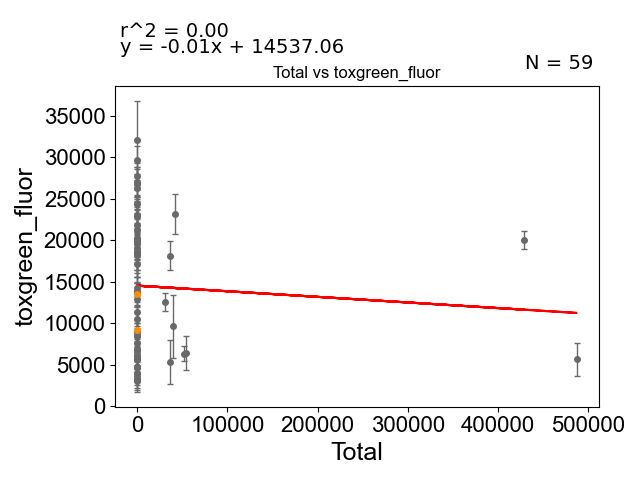 r^2 = 0.00
y = -0.01x + 14537.06
N = 59
Total vs toxgreen_fluor
35000
30000
25000
20000
15000
10000
5000
0
toxgreen_fluor
0 100000 200000 300000 400000 500000
Total